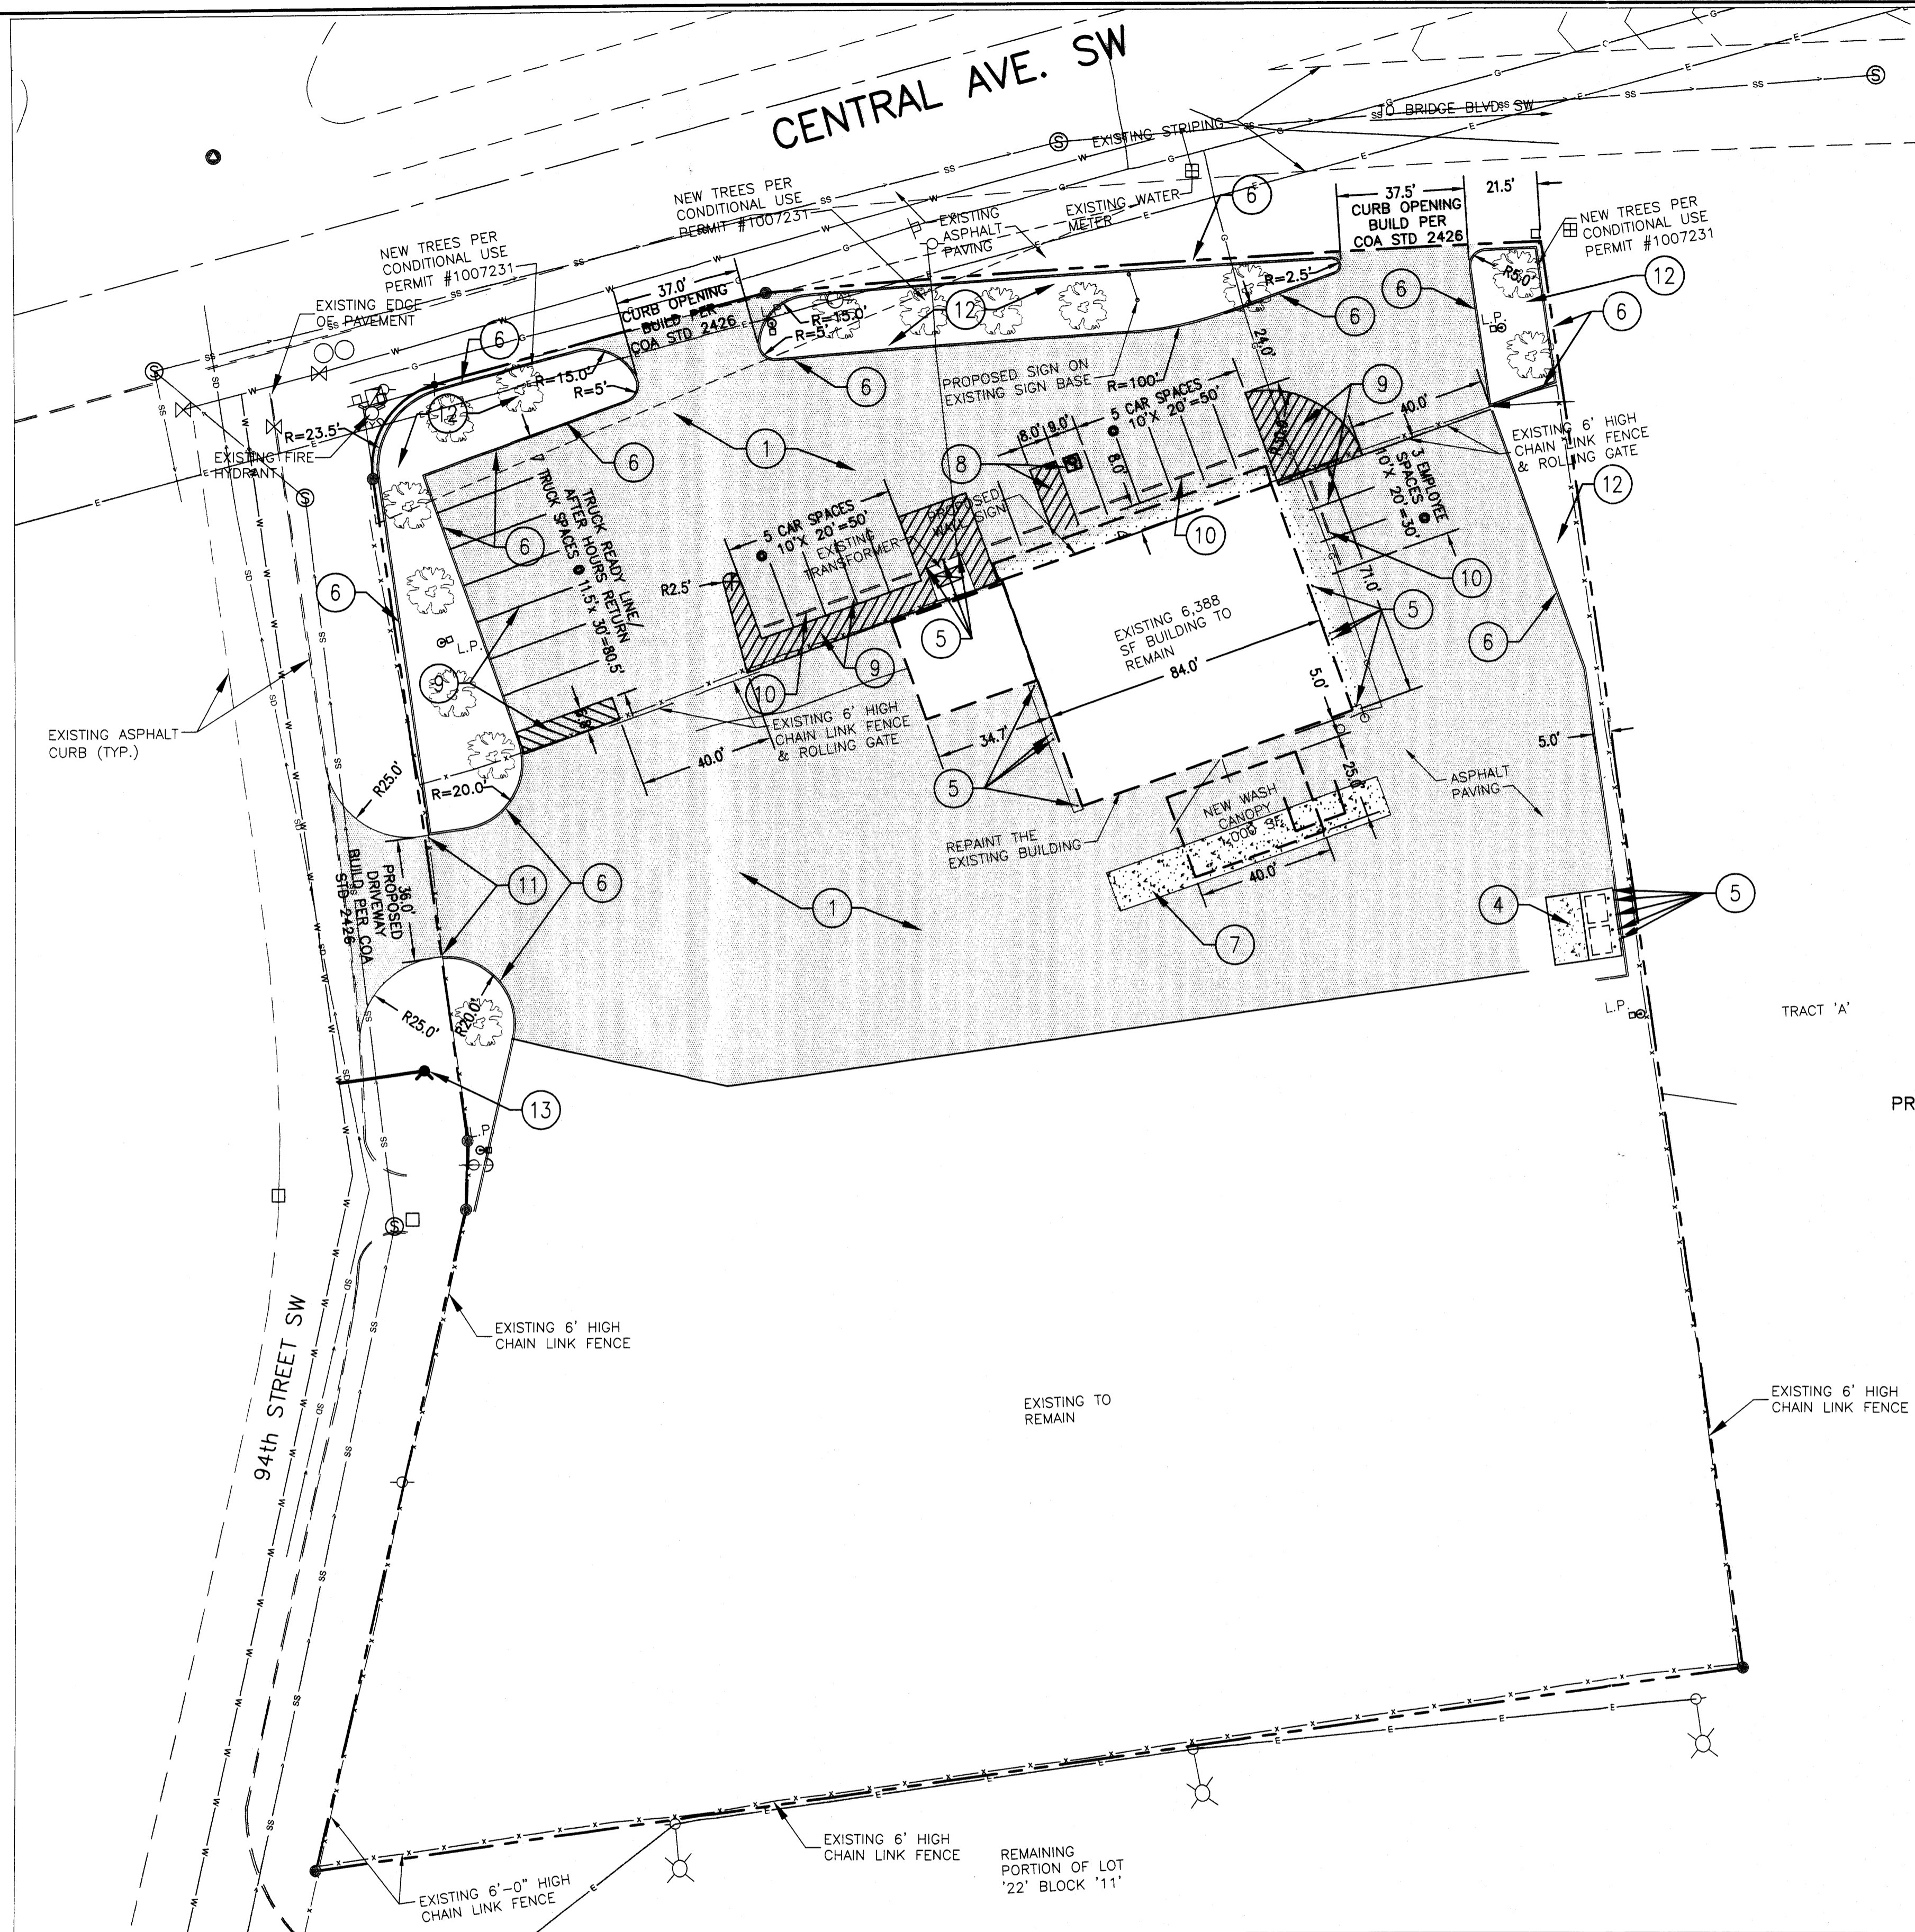 CENTRAL AVE. SW
TO BRIDGE BLVD. SW
EXISTING STRIPING
NEW TREES PER
CONDITIONAL USE
PERMIT #1007231
EXISTING
ASPHALT
PAVING
EXISTING WATER
METER
6
37.5'
CURB OPENING
BUILD PER
COA STD 2426
21.5'
NEW TREES PER
CONDITIONAL USE
PERMIT #1007231
NEW TREES PER
CONDITIONAL USE
PERMIT #1007231
EXISTING EDGE
OF PAVEMENT
6
37.0'
CURB OPENING
BUILD PER
COA STD 2426
R=15.0'
R=5'
12
R=2.5'
6
6
R5.0'
12
6
L.P.
R=15.0'
R=5'
12
R=23.5'
EXISTING FIRE
HYDRANT
6
1
6
PROPOSED SIGN ON
EXISTING SIGN BASE
R=100'
24.0'
9
40.0'
EXISTING 6' HIGH
CHAIN LINK FENCE
& ROLLING GATE
12
5 CAR SPACES
@ 10'X 20'=50'
8.0'
9.0'
8.0'
8
PROPOSED
WALL SIGN
10
3 EMPLOYEE
SPACES @
10'X 20'=30'
10
71.0'
5
6
7 TRUCK READY LINE/
AFTER HOURS RETURN
TRUCK SPACES @ 11.5'x 30'=80.5'
6
6
5 CAR SPACES
@ 10'X 20'=50'
EXISTING
TRANSFORMER
R2.5'
5
9
10
EXISTING 6,388
SF BUILDING TO
REMAIN
84.0'
5.0'
L.P.
9
EXISTING 6' HIGH
CHAIN LINK FENCE
& ROLLING GATE
40.0'
34.7'
5
EXISTING ASPHALT
CURB (TYP.)
R25.0'
R=20.0'
5.0'
ASPHALT
PAVING
25.0'
NEW WASH
CANOPY
1,000 SF
40.0'
REPAINT THE
EXISTING BUILDING
36.0'
PROPOSED
DRIVEWAY
BUILD PER COA
STD 2426
11
6
1
7
4
5
R25.0'
R20.0'
L.P.
TRACT 'A'
13
PR
L.P.
94th STREET SW
EXISTING 6' HIGH
CHAIN LINK FENCE
EXISTING TO
REMAIN
EXISTING 6' HIGH
CHAIN LINK FENCE
EXISTING 6' HIGH
CHAIN LINK FENCE
REMAINING
PORTION OF LOT
'22' BLOCK '11'
EXISTING 6'-0" HIGH
CHAIN LINK FENCE